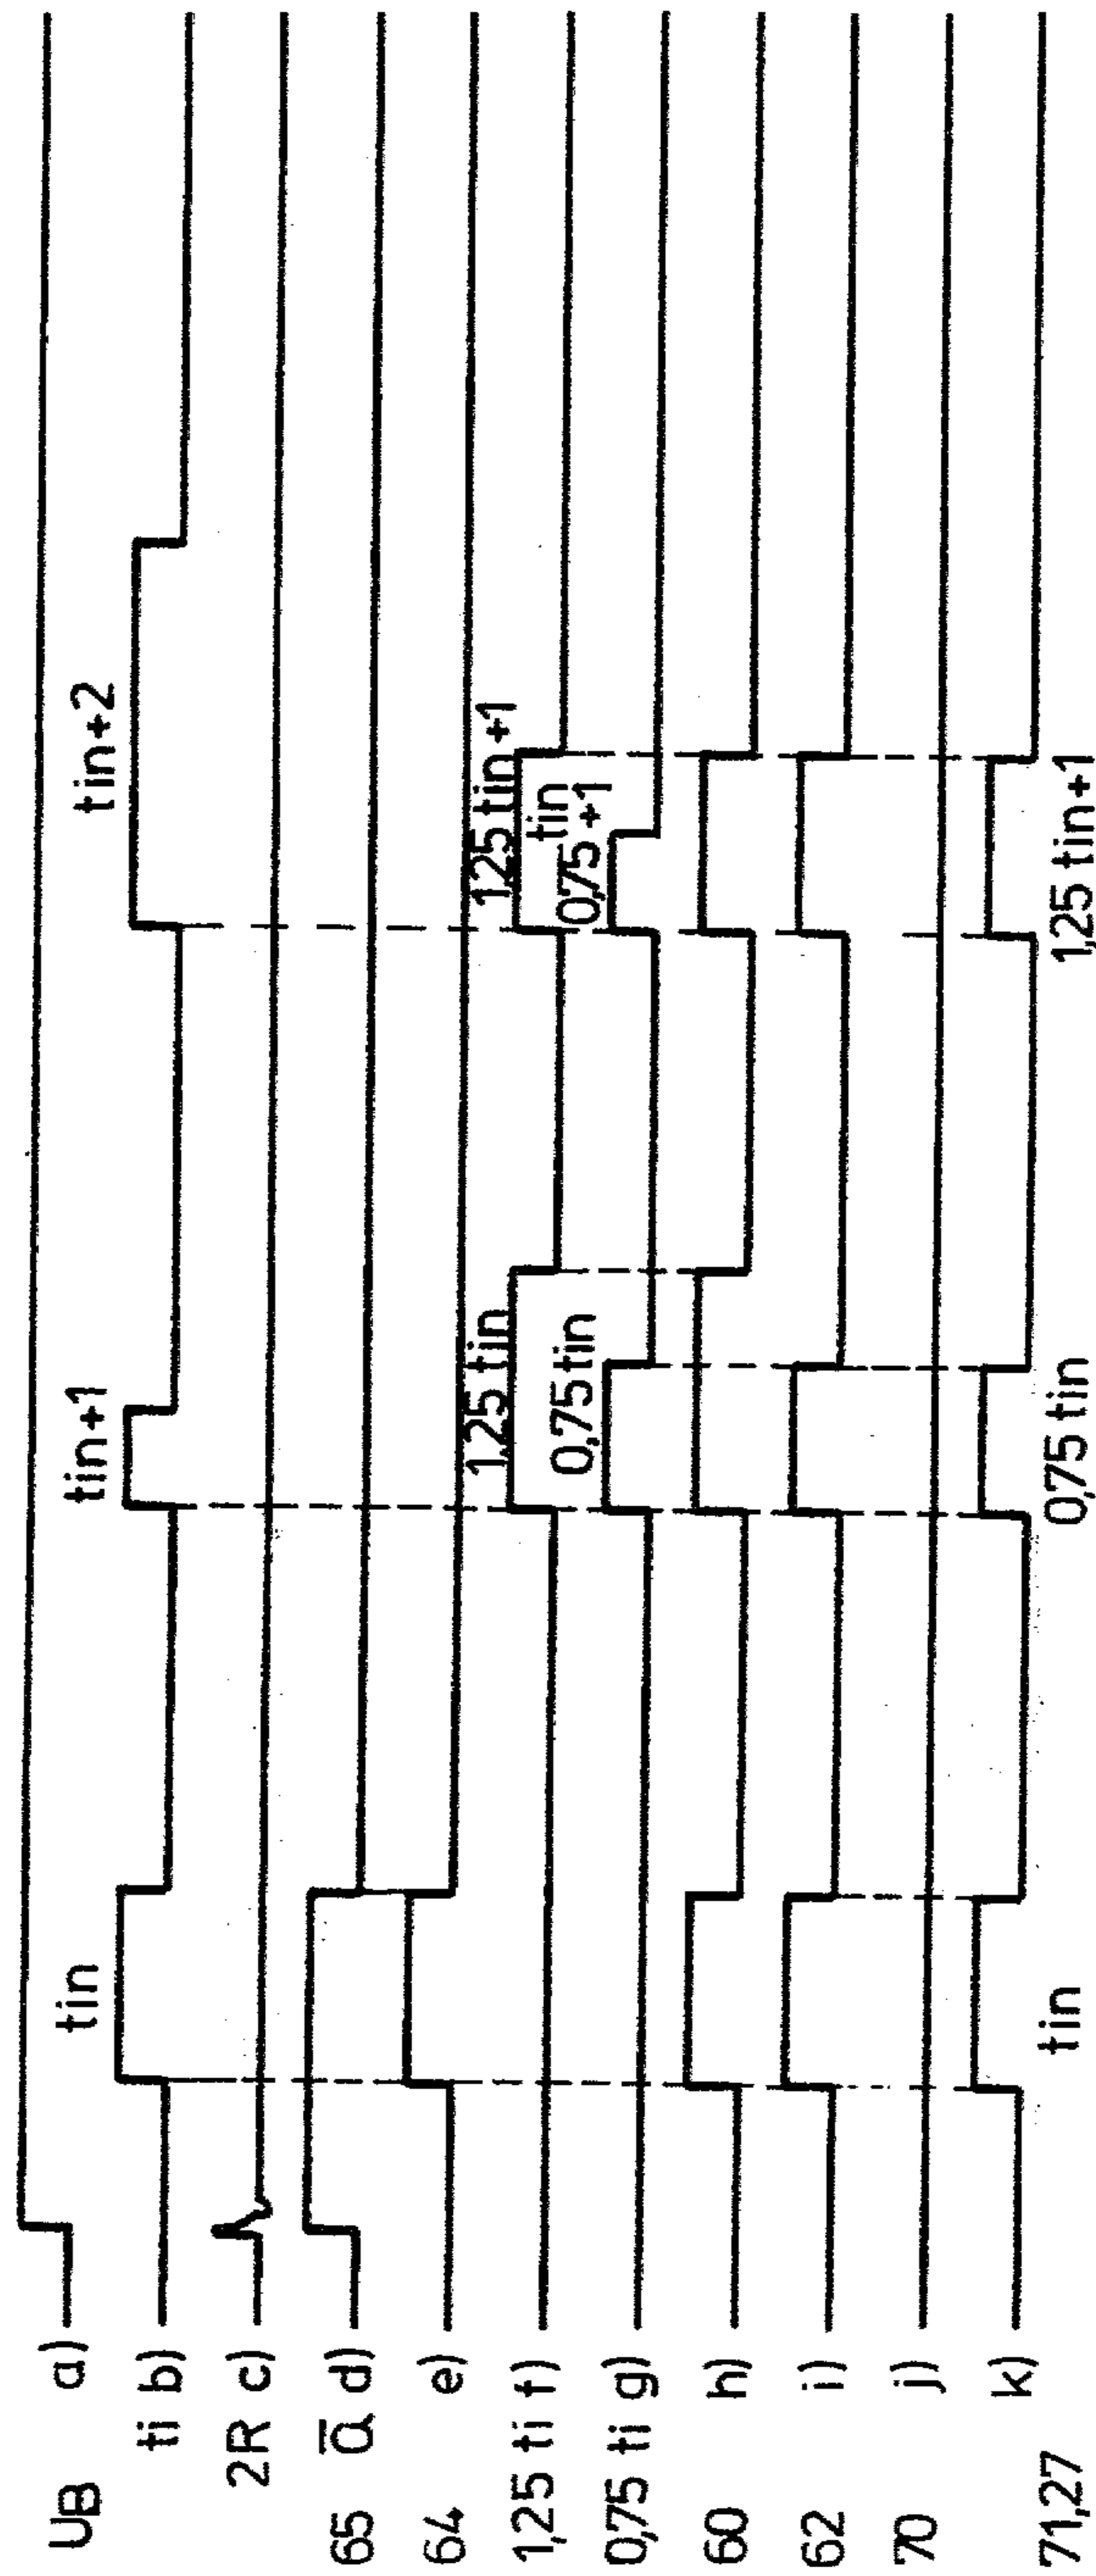 UB a)
ti b) tin tin+1 tin+2
2R c)
65 Q̅ d)
64 e)
1,25 ti f) 1,25 tin 1,25 tin+1
0,75 ti g) 0,75 tin 0,75 tin+1
60 h)
62 i)
70 j)
71,27 k) tin 0,75 tin 1,25 tin+1